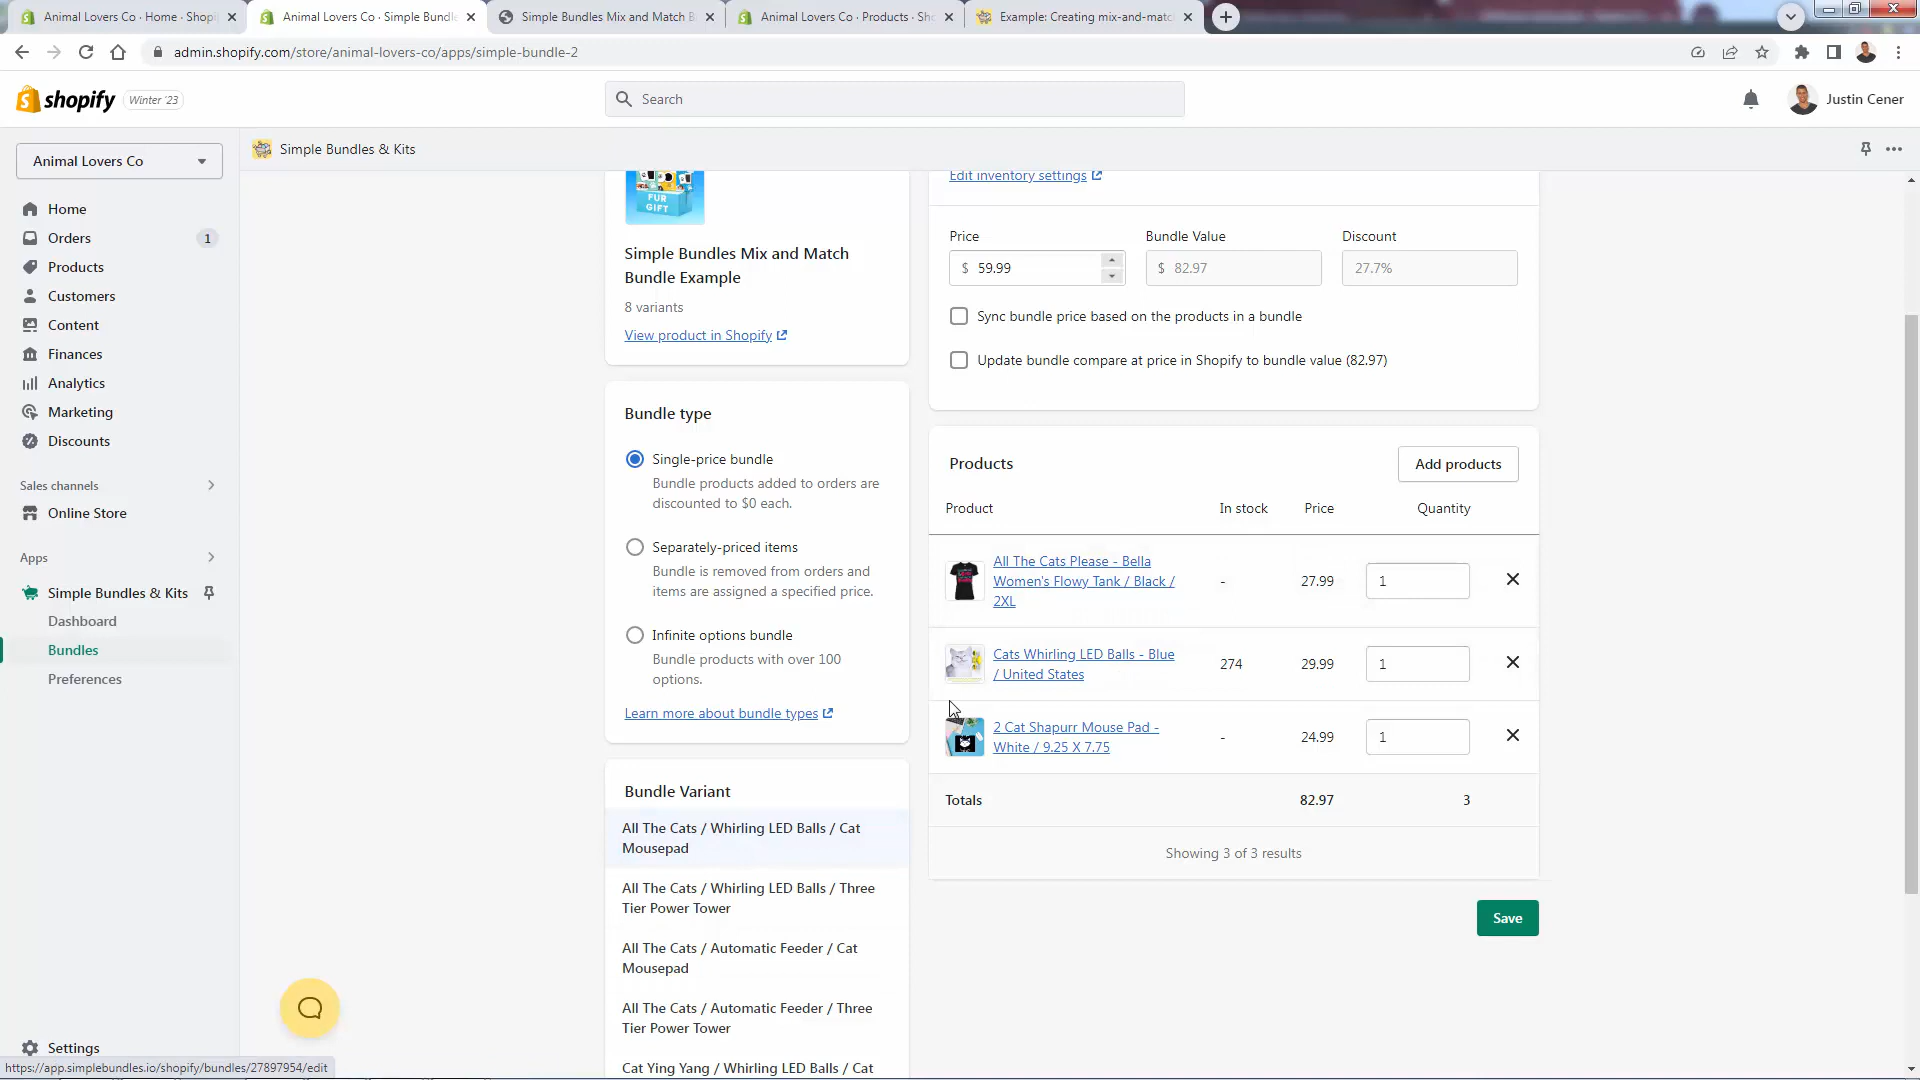 Animal Lovers Co · Home · Shopi
Animal Lovers Co · Simple Bundle
Simple Bundles Mix and Match B
Animal Lovers Co · Products · Sh
Example: Creating mix-and-matc
admin.shopify.com/store/animal-lovers-co/apps/simple-bundle-2
shopify
Winter '23
Search
Justin Cener
Animal Lovers Co
Simple Bundles & Kits
Home
Orders 1
Products
Customers
Content
Finances
Analytics
Marketing
Discounts
Sales channels
Online Store
Apps
Simple Bundles & Kits
Dashboard
Bundles
Preferences
Settings
https://app.simplebundles.io/shopify/bundles/27897954/edit
FUR
GIFT
Simple Bundles Mix and Match
Bundle Example
8 variants
View product in Shopify
Bundle type
Single-price bundle
Bundle products added to orders are
discounted to $0 each.
Separately-priced items
Bundle is removed from orders and
items are assigned a specified price.
Infinite options bundle
Bundle products with over 100
options.
Learn more about bundle types
Bundle Variant
All The Cats / Whirling LED Balls / Cat
Mousepad
All The Cats / Whirling LED Balls / Three
Tier Power Tower
All The Cats / Automatic Feeder / Cat
Mousepad
All The Cats / Automatic Feeder / Three
Tier Power Tower
Cat Ying Yang / Whirling LED Balls / Cat
Edit inventory settings
Price Bundle Value Discount
$ 59.99 $ 82.97 27.7%
Sync bundle price based on the products in a bundle
Update bundle compare at price in Shopify to bundle value (82.97)
Products
Add products
Product In stock Price Quantity
All The Cats Please - Bella
Women's Flowy Tank / Black / - 27.99 1
2XL
Cats Whirling LED Balls - Blue
/ United States 274 29.99 1
2 Cat Shapurr Mouse Pad -
White / 9.25 X 7.75 - 24.99 1
Totals 82.97 3
Showing 3 of 3 results
Save